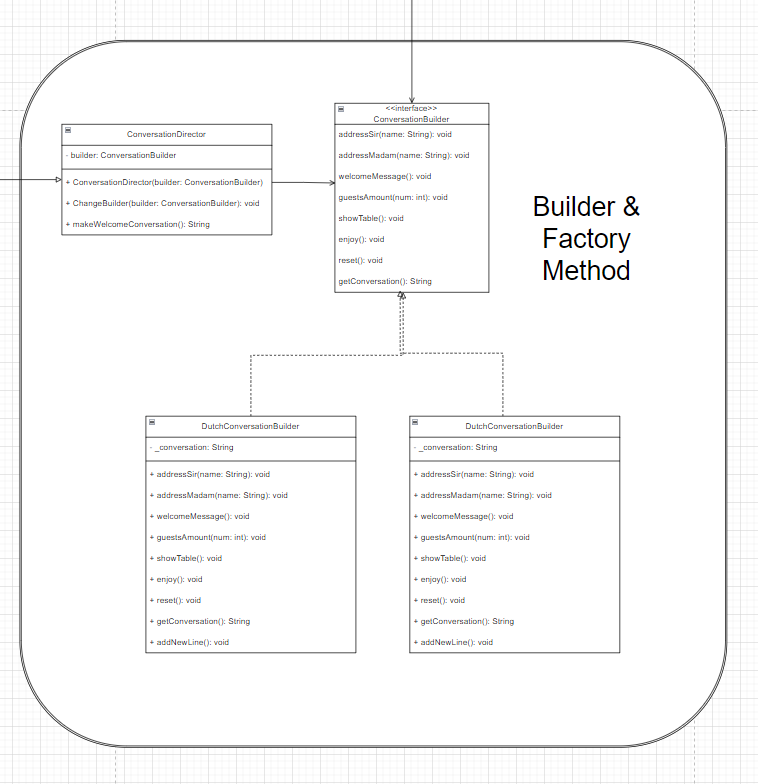 <<interface>>
ConversationBuilder
addressSir(name: String): void
addressMadam(name: String): void
welcomeMessage(): void
guestsAmount(num: int): void
showTable(): void
enjoy(): void
reset(): void
getConversation(): String
ConversationDirector
- builder: ConversationBuilder
+ ConversationDirector(builder: ConversationBuilder)
+ ChangeBuilder(builder: ConversationBuilder): void
+ makeWelcomeConversation(): String
Builder &
Factory
Method
DutchConversationBuilder
- _conversation: String
+ addressSir(name: String): void
+ addressMadam(name: String): void
+ welcomeMessage(): void
+ guestsAmount(num: int): void
+ showTable(): void
+ enjoy(): void
+ reset(): void
+ getConversation(): String
+ addNewLine(): void
DutchConversationBuilder
- _conversation: String
+ addressSir(name: String): void
+ addressMadam(name: String): void
+ welcomeMessage(): void
+ guestsAmount(num: int): void
+ showTable(): void
+ enjoy(): void
+ reset(): void
+ getConversation(): String
+ addNewLine(): void